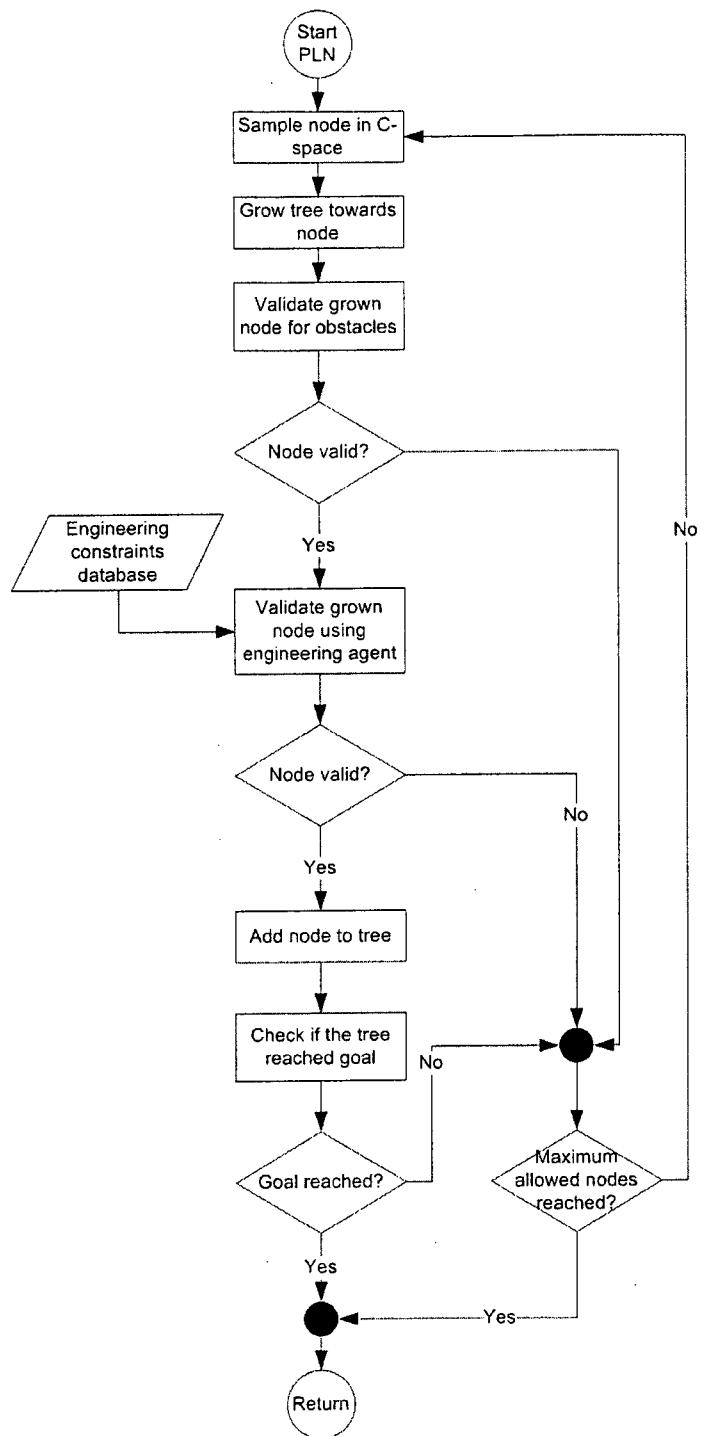 Start
PLN
Sample node in C-
space
Grow tree towards
node
Validate grown
node for obstacles
Node valid?
No
Yes
Engineering
constraints
database
Validate grown
node using
engineering agent
Node valid?
No
Yes
Add node to tree
Check if the tree
reached goal
No
Goal reached?
Maximum
allowed nodes
reached?
Yes
Yes
Return